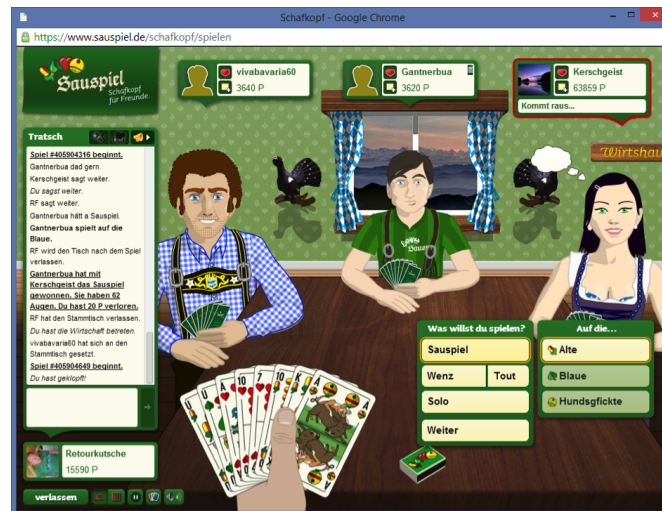 Schafkopf - Google Chrome
https://www.sauspiel.de/schafkopf/spielen
Sauspiel
Schafkopf
für Freunde.
vivabavaria60
3640 P
Gantnerbua
3620 P
Kerschgeist
63859 P
Kommt raus...
Wirtshau
Tratsch
Spiel #405904316 beginnt.
Gantnerbua dad gern.
Kerschgeist sagt weiter.
Du sagst weiter.
RF sagt weiter.
Gantnerbua hätt a Sauspiel.
Gantnerbua spielt auf die
Blaue.
RF wird den Tisch nach dem Spiel
verlassen.
Gantnerbua hat mit
Kerschgeist das Sauspiel
gewonnen. Sie haben 62
Augen. Du hast 20 P verloren.
RF hat den Stammtisch verlassen.
Du hast die Wirtschaft betreten.
vivabavaria60 hat sich an den
Stammtisch gesetzt.
Spiel #405904649 beginnt.
Du hast geklopft!
Was willst du spielen?
Sauspiel
Wenz
Tout
Solo
Weiter
Auf die...
Alte
Blaue
Hundsgfickte
U U A 10 7 10 K A A
Retourkutsche
15590 P
verlassen